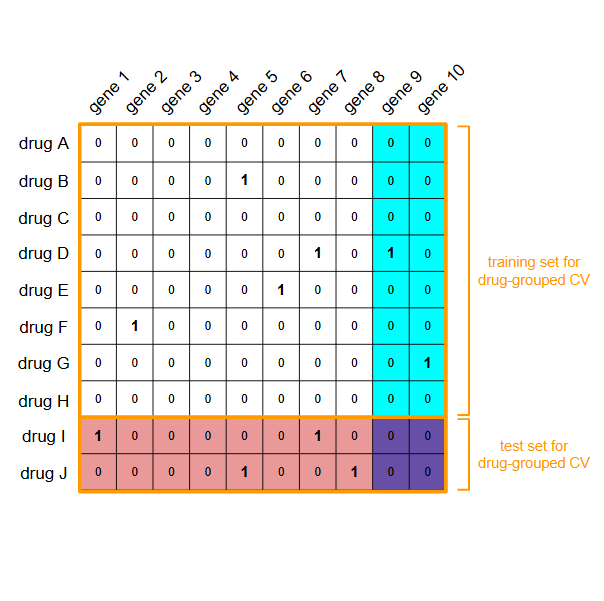 gene 1 gene 2 gene 3 gene 4 gene 5 gene 6 gene 7 gene 8 gene 9 gene 10
drug A 0 0 0 0 0 0 0 0 0 0
drug B 0 0 0 0 1 0 0 0 0 0
drug C 0 0 0 0 0 0 0 0 0 0
drug D 0 0 0 0 0 0 1 0 1 0
drug E 0 0 0 0 0 1 0 0 0 0
drug F 0 1 0 0 0 0 0 0 0 0
drug G 0 0 0 0 0 0 0 0 0 1
drug H 0 0 0 0 0 0 0 0 0 0
drug I 1 0 0 0 0 0 1 0 0 0
drug J 0 0 0 0 1 0 0 1 0 0
training set for
drug-grouped CV
test set for
drug-grouped CV